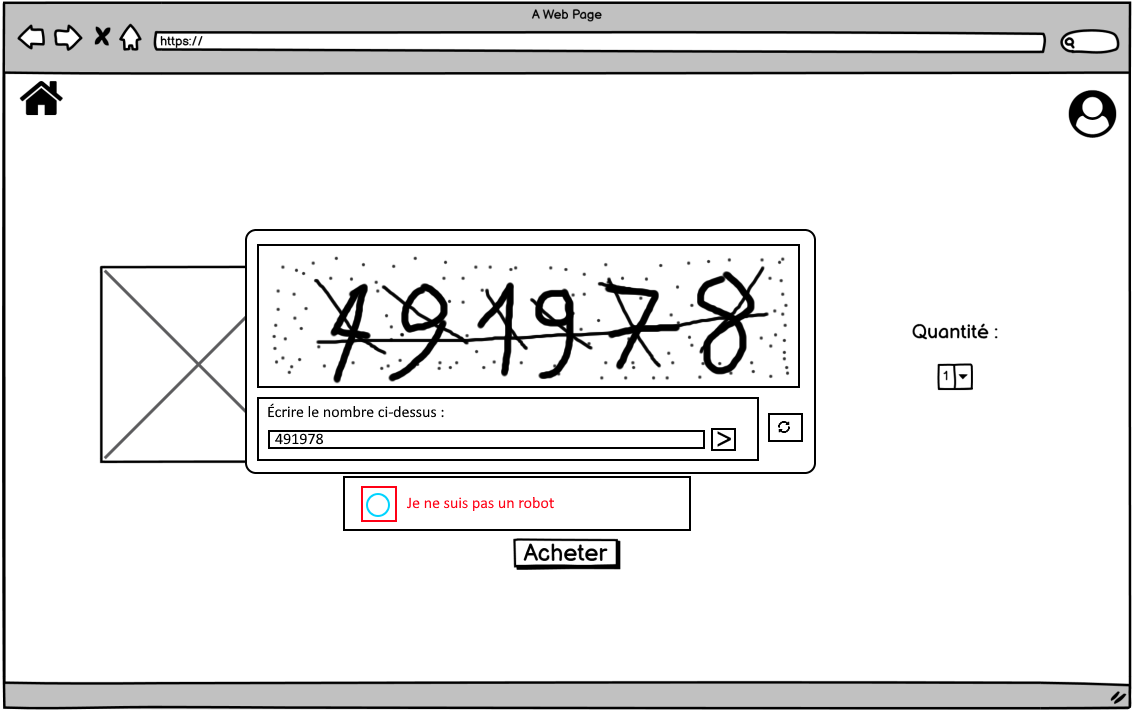 A Web Page
https://
491978
Quantité :
1
Écrire le nombre ci-dessus :
491978
>
Je ne suis pas un robot
Acheter